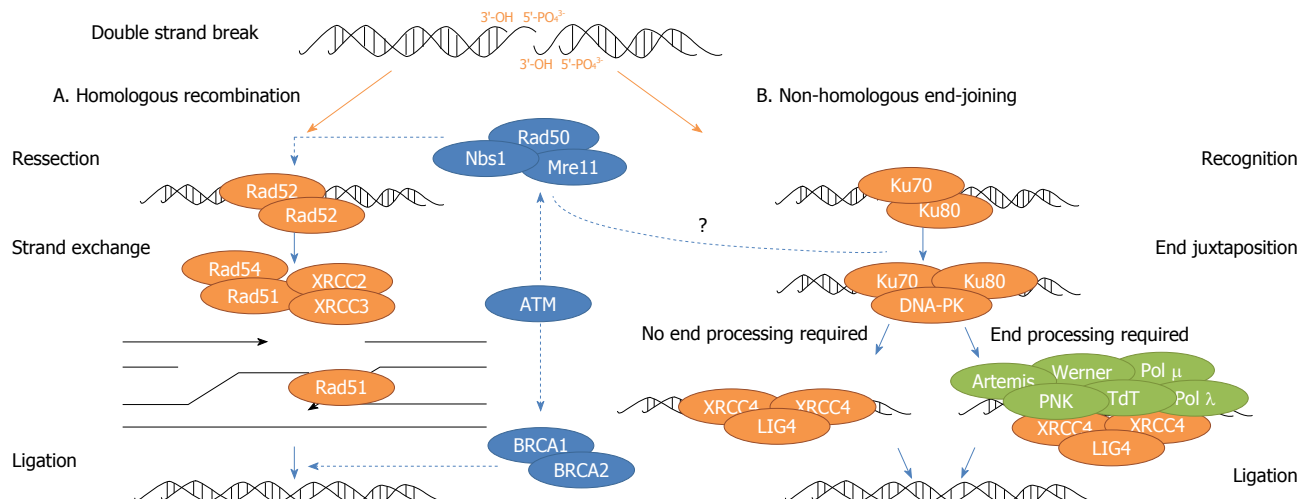 Double strand break
3'-OH 5'-PO₄³⁻
3'-OH 5'-PO₄³⁻
A. Homologous recombination
B. Non-homologous end-joining
Ressection
Rad50
Nbs1
Mre11
Recognition
Rad52
Rad52
Ku70
Ku80
?
Strand exchange
End juxtaposition
Rad54
XRCC2
Rad51
XRCC3
ATM
Ku70
Ku80
DNA-PK
No end processing required
End processing required
Rad51
Artemis
Werner
Pol μ
PNK
TdT
Pol λ
XRCC4
XRCC4
LIG4
XRCC4
XRCC4
LIG4
BRCA1
BRCA2
Ligation
Ligation